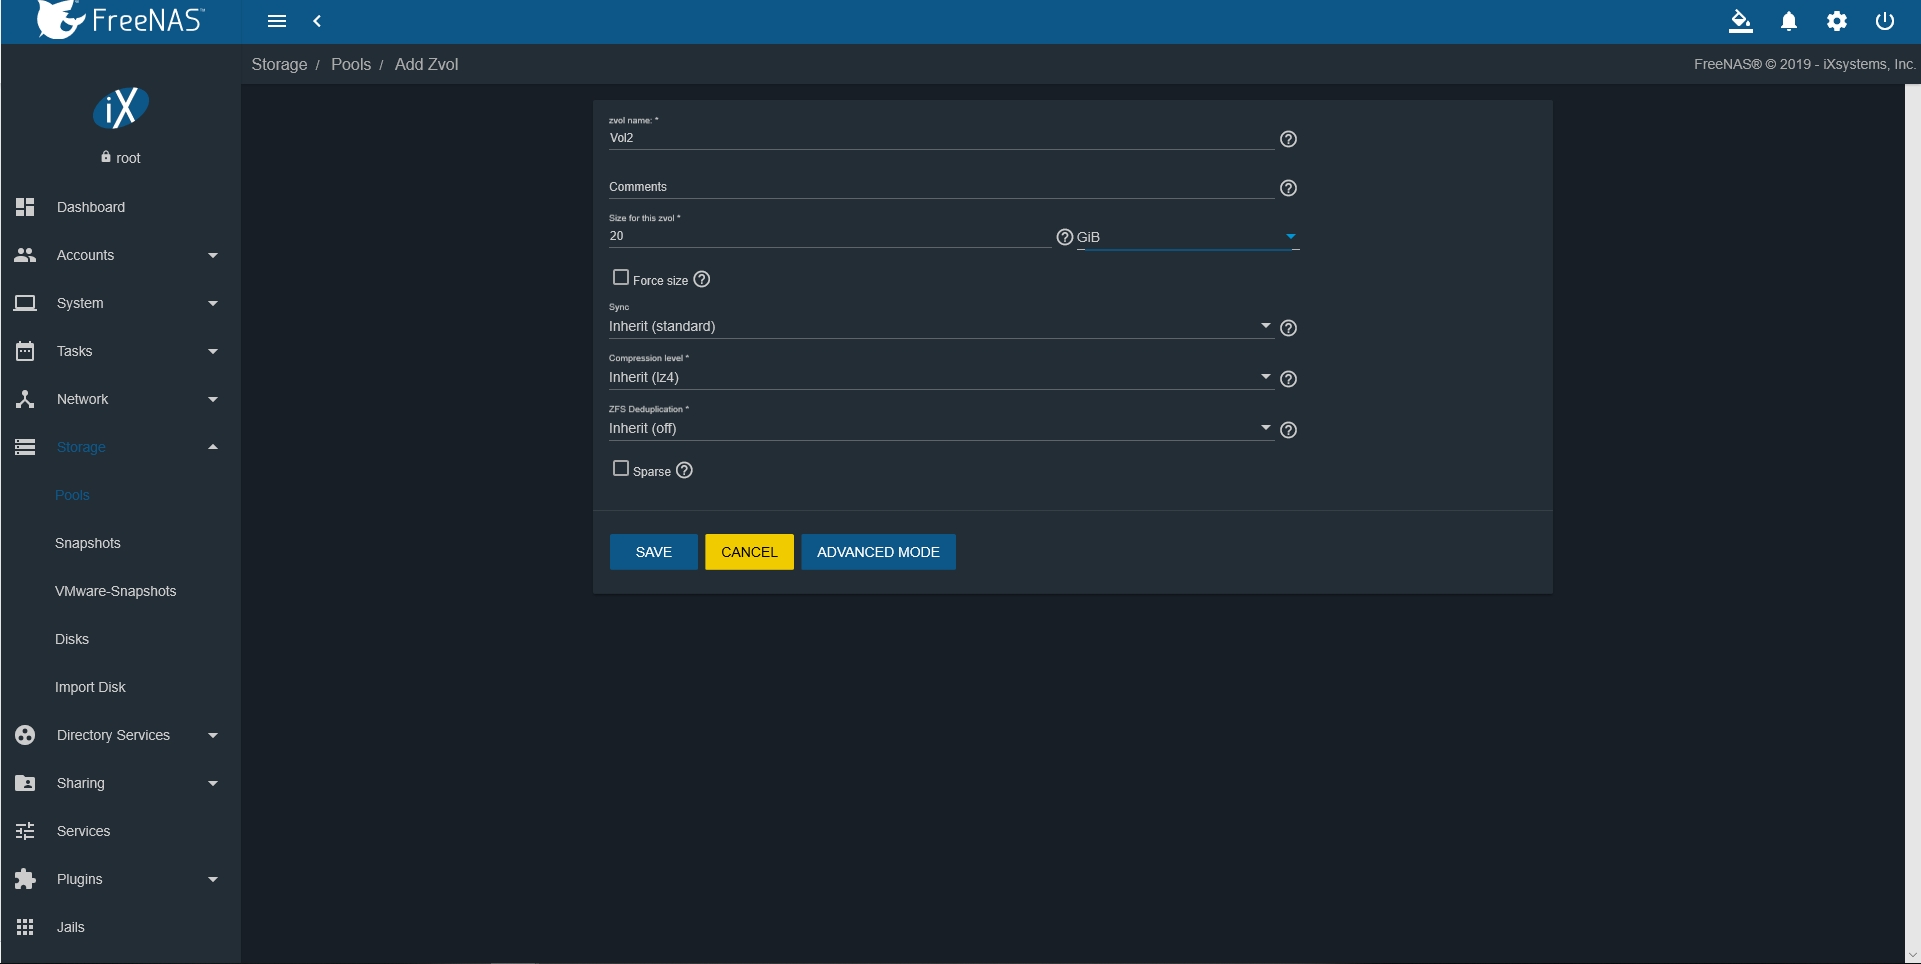 FreeNAS™
Storage / Pools / Add Zvol
FreeNAS® © 2019 - iXsystems, Inc.
iX
root
Dashboard
Accounts
System
Tasks
Network
Storage
Pools
Snapshots
VMware-Snapshots
Disks
Import Disk
Directory Services
Sharing
Services
Plugins
Jails
zvol name: *
Vol2
Comments
Size for this zvol *
20
GiB
Force size
Sync
Inherit (standard)
Compression level *
Inherit (lz4)
ZFS Deduplication *
Inherit (off)
Sparse
SAVE
CANCEL
ADVANCED MODE